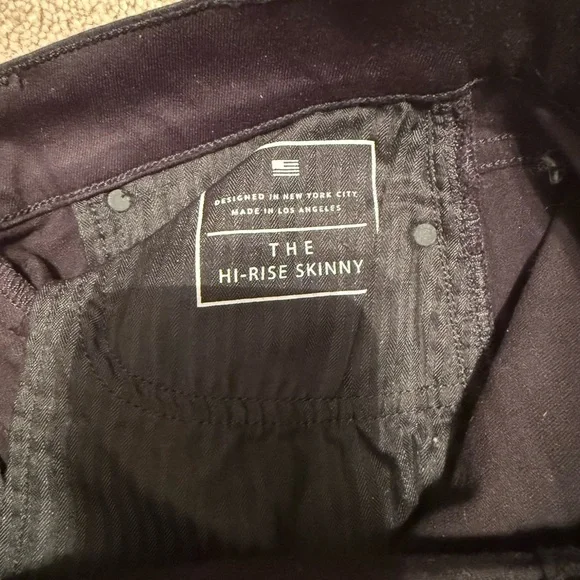 DESIGNED IN NEW YORK CITY,
MADE IN LOS ANGELES
THE
HI-RISE SKINNY